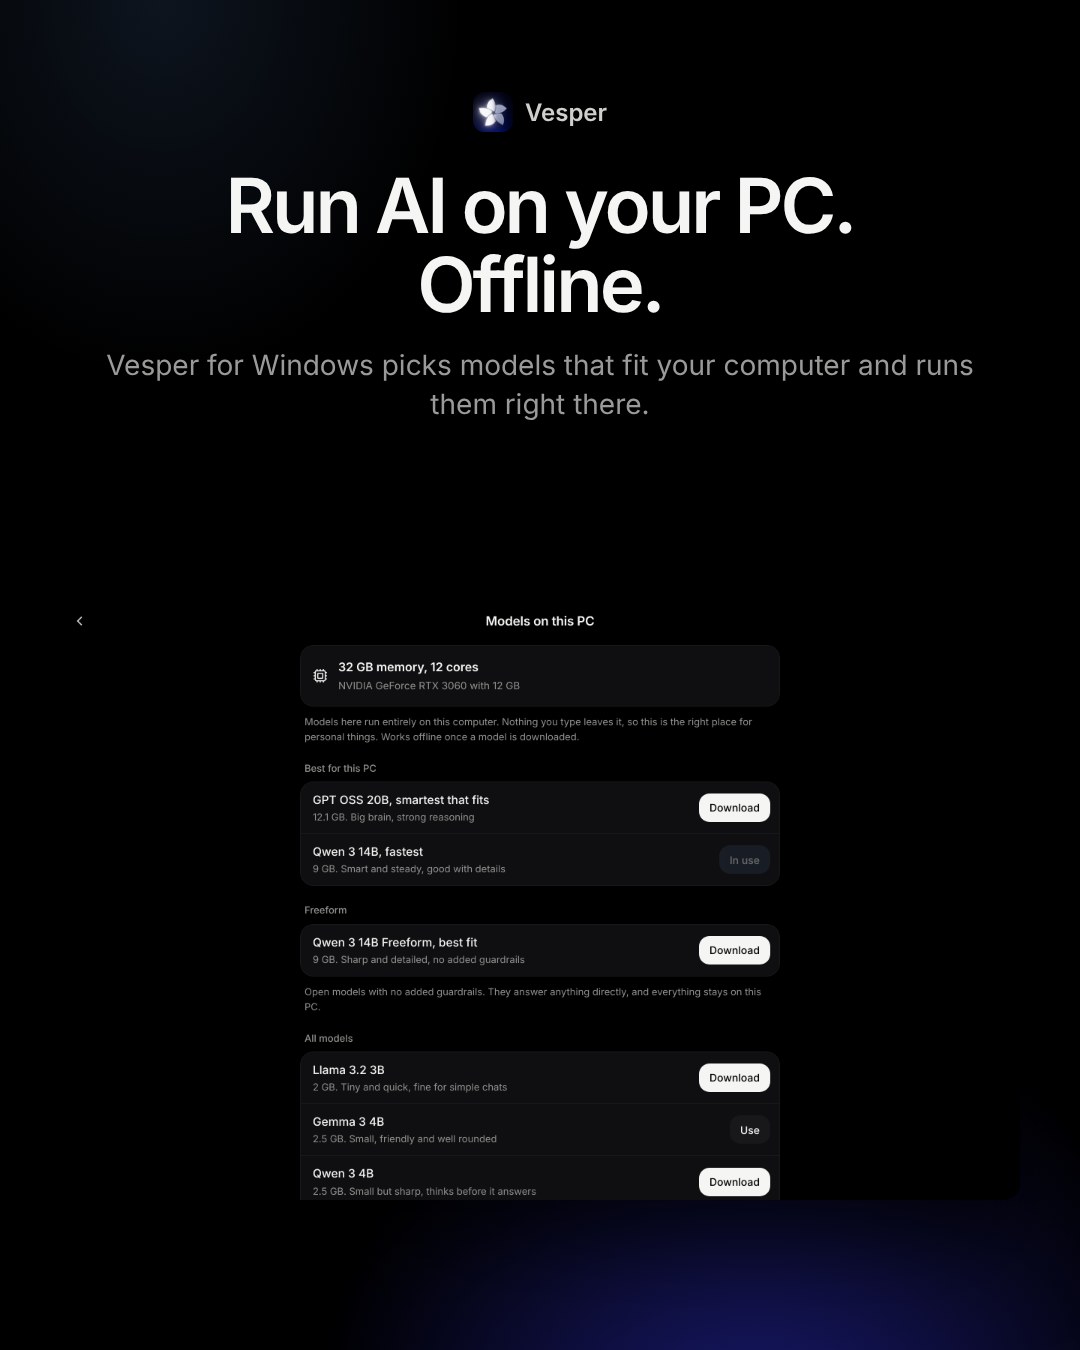 Vesper
Run AI on your PC.
Offline.
Vesper for Windows picks models that fit your computer and runs
them right there.
Models on this PC
32 GB memory, 12 cores
NVIDIA GeForce RTX 3060 with 12 GB
Models here run entirely on this computer. Nothing you type leaves it, so this is the right place for
personal things. Works offline once a model is downloaded.
Best for this PC
GPT OSS 20B, smartest that fits
Download
12.1 GB. Big brain, strong reasoning
Qwen 3 14B, fastest
In use
9 GB. Smart and steady, good with details
Freeform
Qwen 3 14B Freeform, best fit
Download
9 GB. Sharp and detailed, no added guardrails
Open models with no added guardrails. They answer anything directly, and everything stays on this
PC.
All models
Llama 3.2 3B
Download
2 GB. Tiny and quick, fine for simple chats
Gemma 3 4B
Use
2.5 GB. Small, friendly and well rounded
Qwen 3 4B
Download
2.5 GB. Small but sharp, thinks before it answers